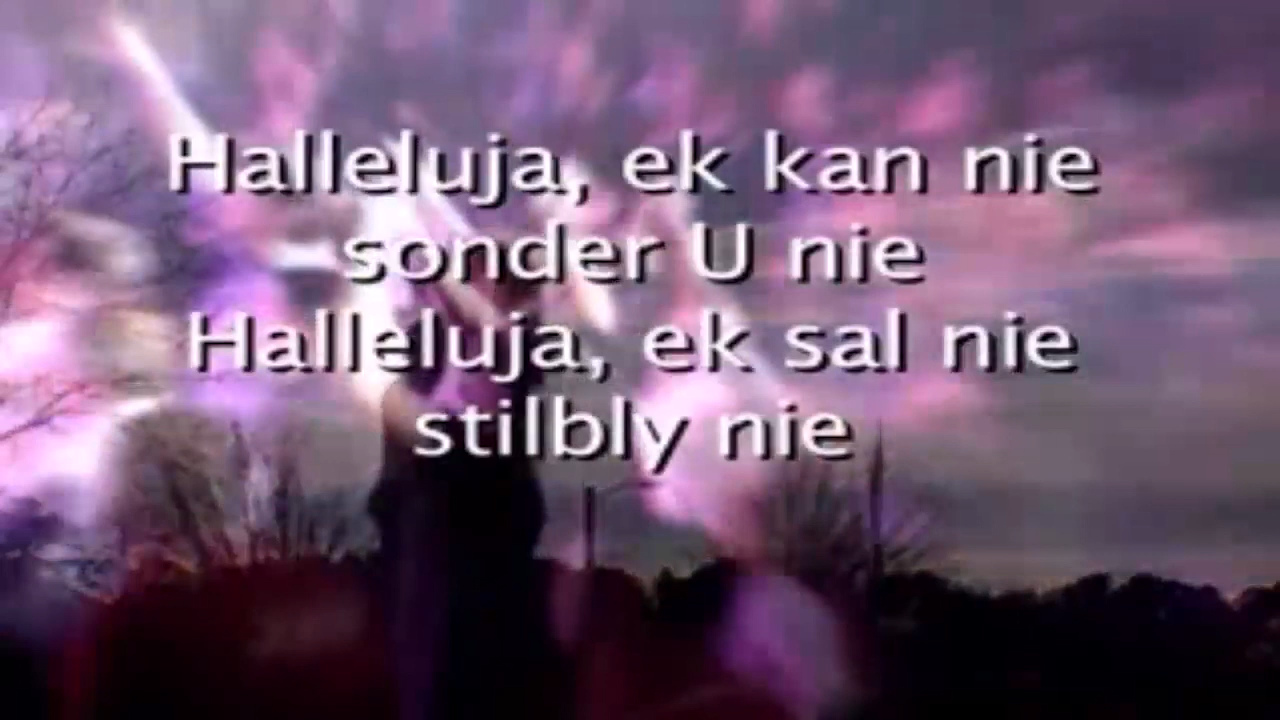 Halleluja, ek kan nie
sonder U nie
Halleluja, ek sal nie
stilbly nie